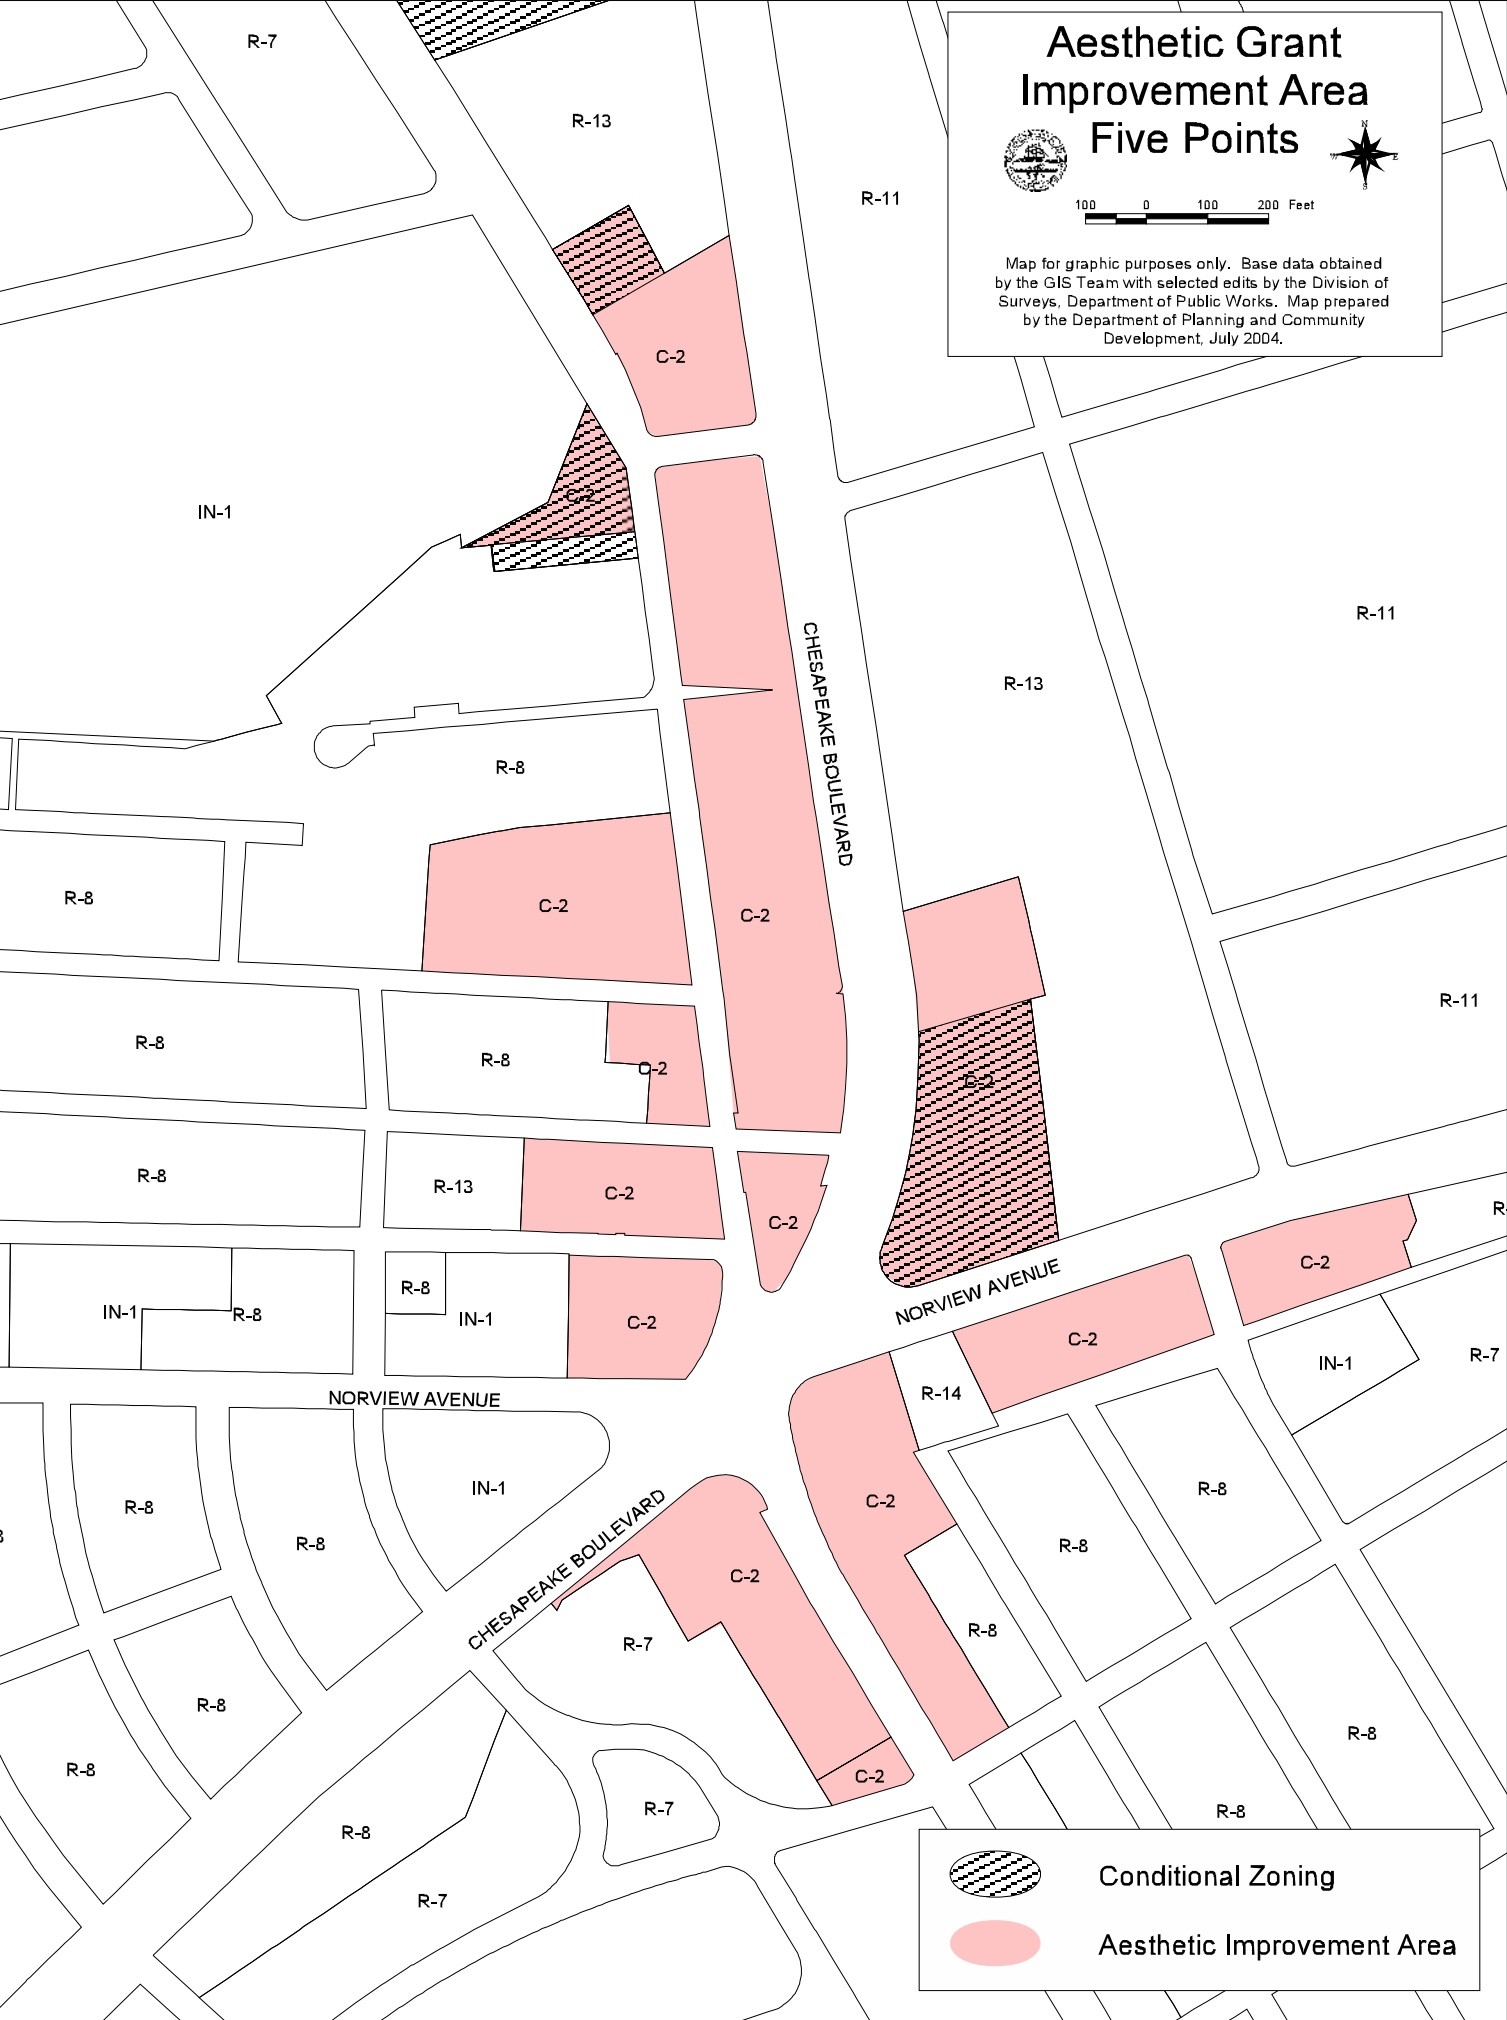 Aesthetic Grant
Improvement Area
Five Points
N
W
E
S
100 0 100 200 Feet
Map for graphic purposes only. Base data obtained
by the GIS Team with selected edits by the Division of
Surveys, Department of Public Works. Map prepared
by the Department of Planning and Community
Development, July 2004.
R-7
R-13
R-11
C-2
C-2
IN-1
R-11
R-13
CHESAPEAKE BOULEVARD
R-8
R-8
C-2
C-2
R-11
R-8
R-8
C-2
C-2
R-8
R-13
C-2
C-2
R-
C-2
NORVIEW AVENUE
R-8
IN-1
R-8
IN-1
C-2
C-2
R-7
IN-1
R-14
NORVIEW AVENUE
R-8
IN-1
R-8
C-2
R-8
R-8
R-8
CHESAPEAKE BOULEVARD
C-2
R-8
R-7
R-8
R-8
R-8
C-2
R-7
R-8
R-8
R-7
Conditional Zoning
Aesthetic Improvement Area